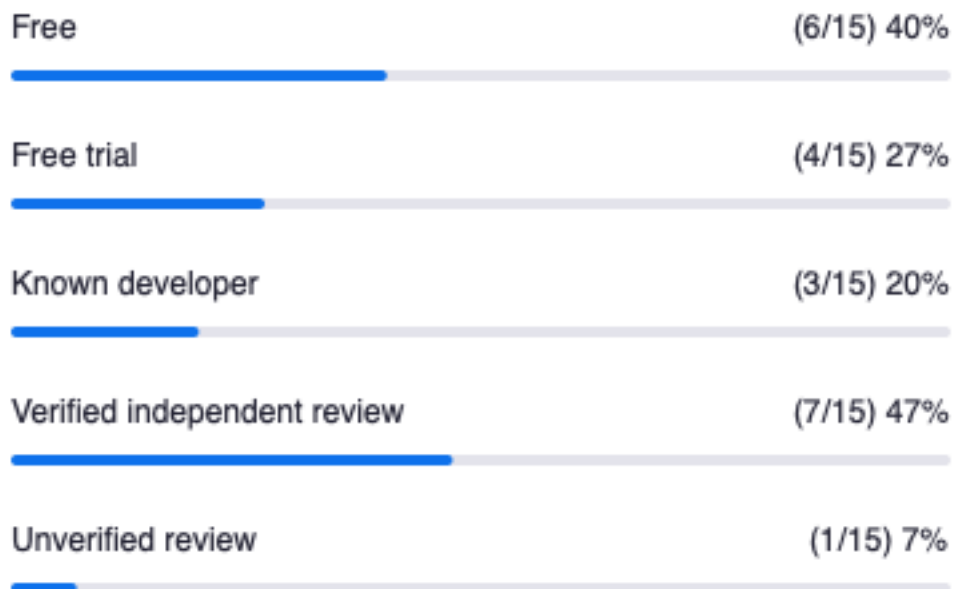 Free (6/15) 40%
Free trial (4/15) 27%
Known developer (3/15) 20%
Verified independent review (7/15) 47%
Unverified review (1/15) 7%